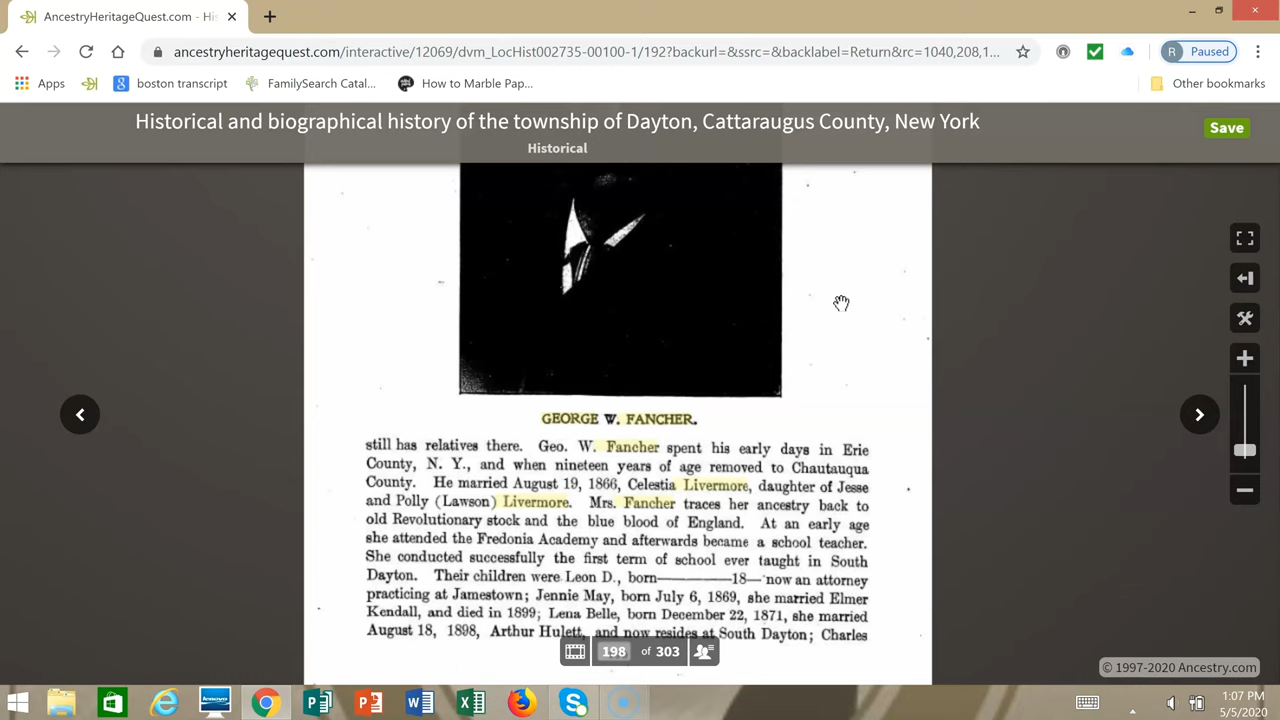 AncestryHeritageQuest.com - His
ancestryheritagequest.com/interactive/12069/dvm_LocHist002735-00100-1/192?backurl=&ssrc=&backlabel=Return&rc=1040,208,1...
R Paused
Apps boston transcript FamilySearch Catal... How to Marble Pap... Other bookmarks
Historical and biographical history of the township of Dayton, Cattaraugus County, New York
Historical
Save
GEORGE W. FANCHER.
still has relatives there. Geo. W. Fancher spent his early days in Erie
County, N. Y., and when nineteen years of age removed to Chautauqua
County. He married August 19, 1866, Celestia Livermore, daughter of Jesse
and Polly (Lawson) Livermore. Mrs. Fancher traces her ancestry back to
old Revolutionary stock and the blue blood of England. At an early age
she attended the Fredonia Academy and afterwards became a school teacher.
She conducted successfully the first term of school ever taught in South
Dayton. Their children were Leon D., born————18— now an attorney
practicing at Jamestown; Jennie May, born July 6, 1869, she married Elmer
Kendall, and died in 1899; Lena Belle, born December 22, 1871, she married
August 18, 1898, Arthur Hulett, and now resides at South Dayton; Charles
198 of 303
© 1997-2020 Ancestry.com
lenovo
1:07 PM
5/5/2020